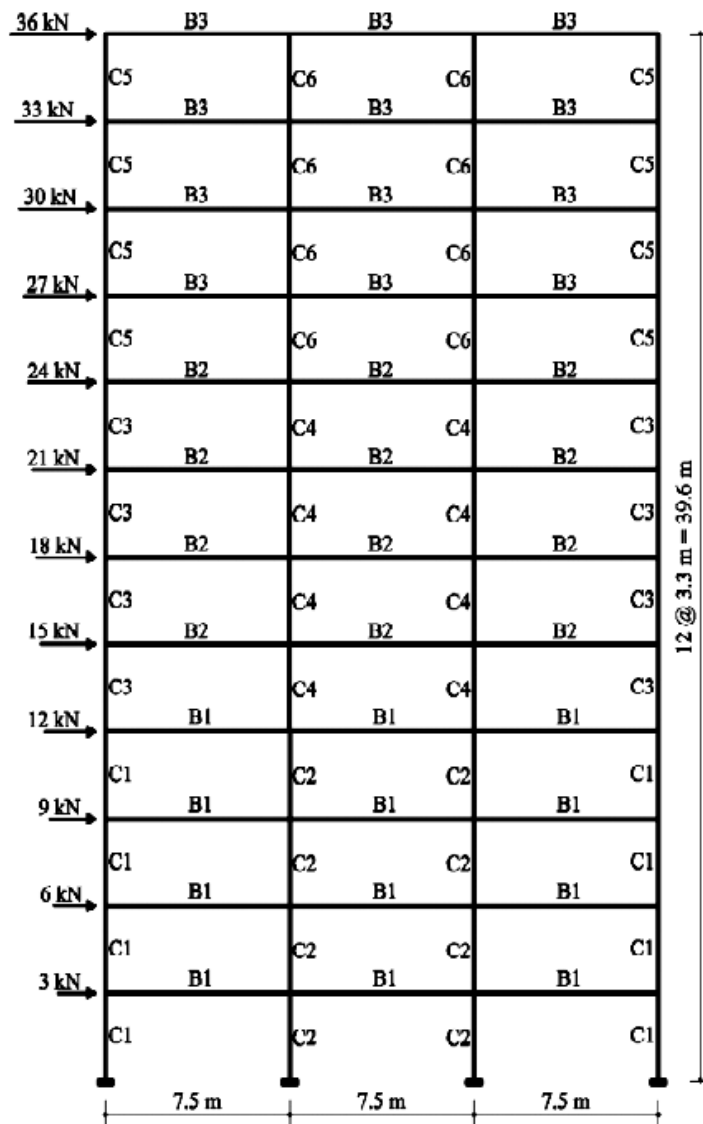 36 kN B3 B3 B3
C5 C6 C6 C5
33 kN B3 B3 B3
C5 C6 C6 C5
30 kN B3 B3 B3
C5 C6 C6 C5
27 kN B3 B3 B3
C5 C6 C6 C5
24 kN B2 B2 B2
C3 C4 C4 C3
21 kN B2 B2 B2
C3 C4 C4 C3
18 kN B2 B2 B2
C3 C4 C4 C3
15 kN B2 B2 B2
C3 C4 C4 C3
12 kN B1 B1 B1
C1 C2 C2 C1
9 kN B1 B1 B1
C1 C2 C2 C1
6 kN B1 B1 B1
C1 C2 C2 C1
3 kN B1 B1 B1
C1 C2 C2 C1
7.5 m 7.5 m 7.5 m
12 @ 3.3 m = 39.6 m